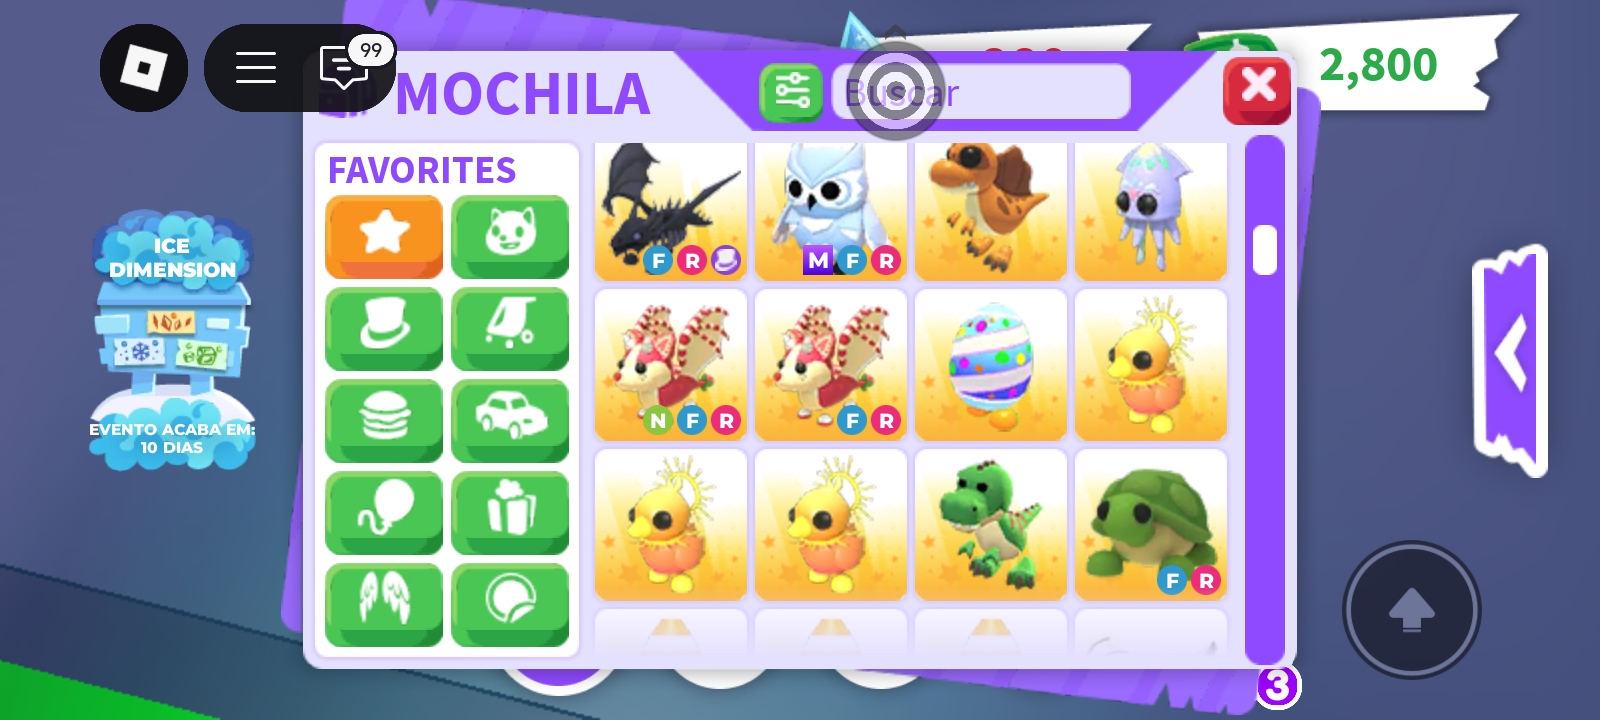 99
MOCHILA
Buscar
2,800
FAVORITES
ICE
DIMENSION
EVENTO ACABA EM:
10 DIAS
F R
M F R
N F R
F R
F R
3